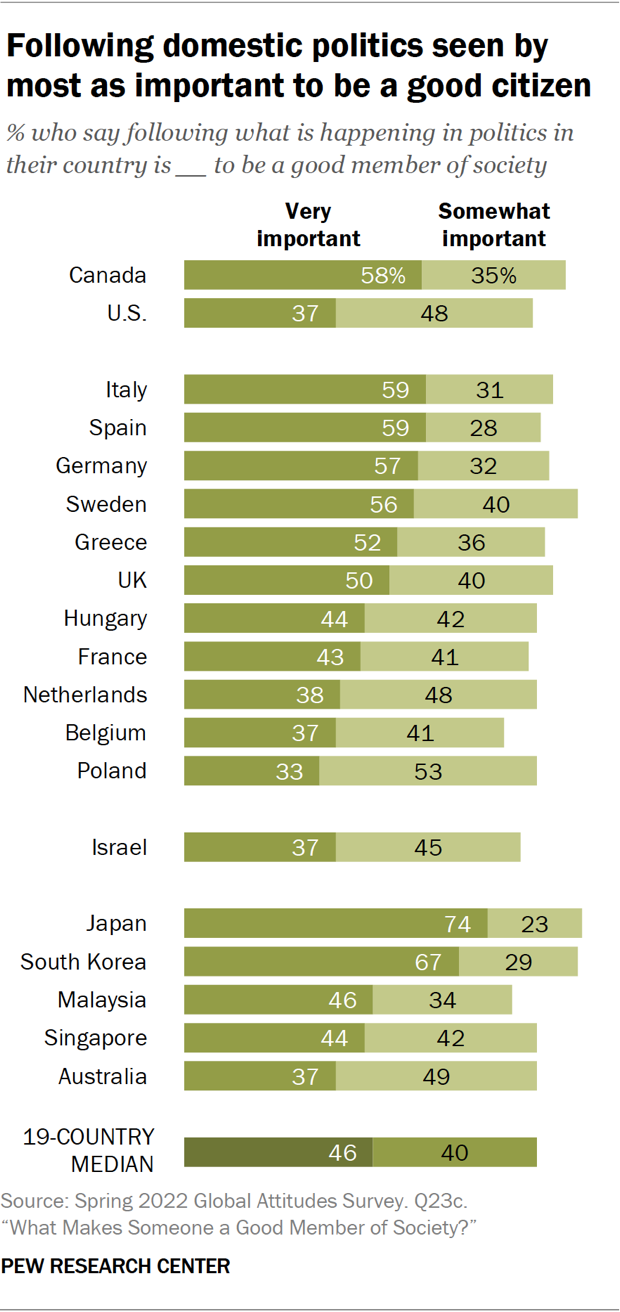 Following domestic politics seen by
most as important to be a good citizen
% who say following what is happening in politics in
their country is __ to be a good member of society
Very
important
Somewhat
important
Canada 58% 35%
U.S. 37 48
Italy 59 31
Spain 59 28
Germany 57 32
Sweden 56 40
Greece 52 36
UK 50 40
Hungary 44 42
France 43 41
Netherlands 38 48
Belgium 37 41
Poland 33 53
Israel 37 45
Japan 74 23
South Korea 67 29
Malaysia 46 34
Singapore 44 42
Australia 37 49
19-COUNTRY
MEDIAN 46 40
Source: Spring 2022 Global Attitudes Survey. Q23c.
“What Makes Someone a Good Member of Society?”
PEW RESEARCH CENTER